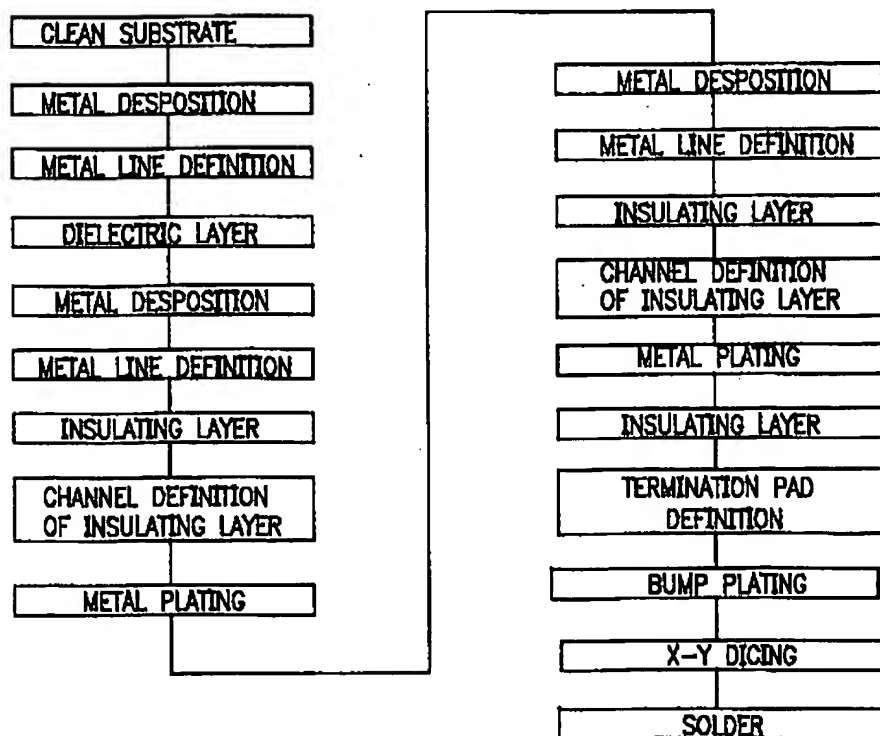 CLEAN SUBSTRATE
METAL DESPOSITION
METAL LINE DEFINITION
DIELECTRIC LAYER
METAL DESPOSITION
METAL LINE DEFINITION
INSULATING LAYER
CHANNEL DEFINITION
OF INSULATING LAYER
METAL PLATING
METAL DESPOSITION
METAL LINE DEFINITION
INSULATING LAYER
CHANNEL DEFINITION
OF INSULATING LAYER
METAL PLATING
INSULATING LAYER
TERMINATION PAD
DEFINITION
BUMP PLATING
X-Y DICING
SOLDER